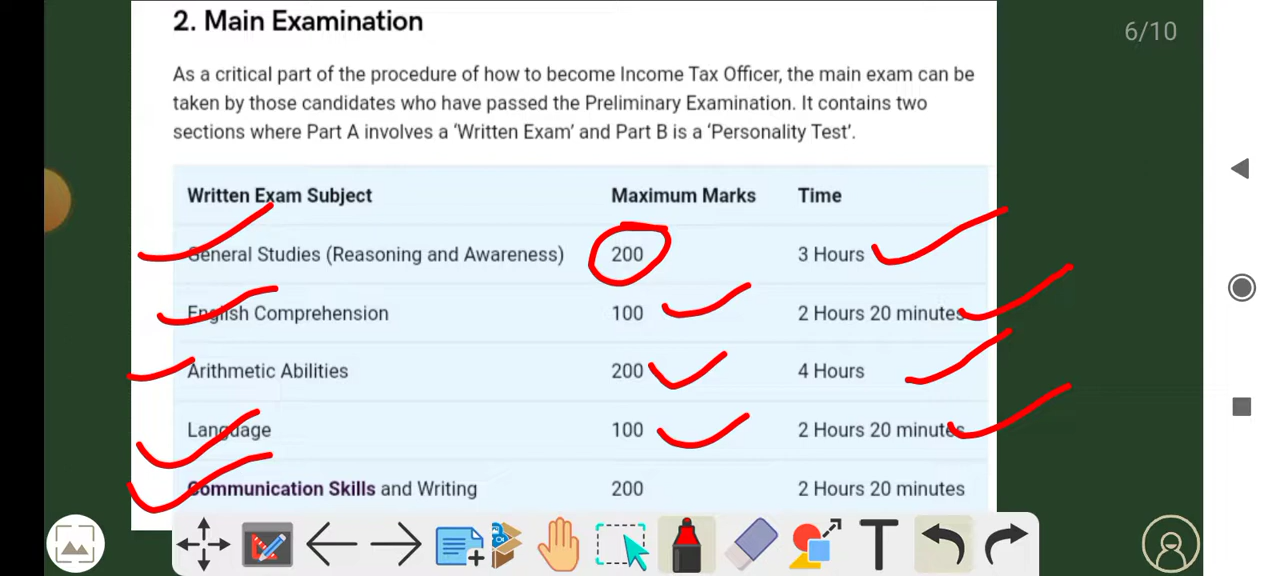 2. Main Examination
6/10
As a critical part of the procedure of how to become Income Tax Officer, the main exam can be
taken by those candidates who have passed the Preliminary Examination. It contains two
sections where Part A involves a ‘Written Exam’ and Part B is a ‘Personality Test’.
Written Exam Subject Maximum Marks Time
General Studies (Reasoning and Awareness) 200 3 Hours
English Comprehension 100 2 Hours 20 minutes
Arithmetic Abilities 200 4 Hours
Language 100 2 Hours 20 minutes
Communication Skills and Writing 200 2 Hours 20 minutes
T